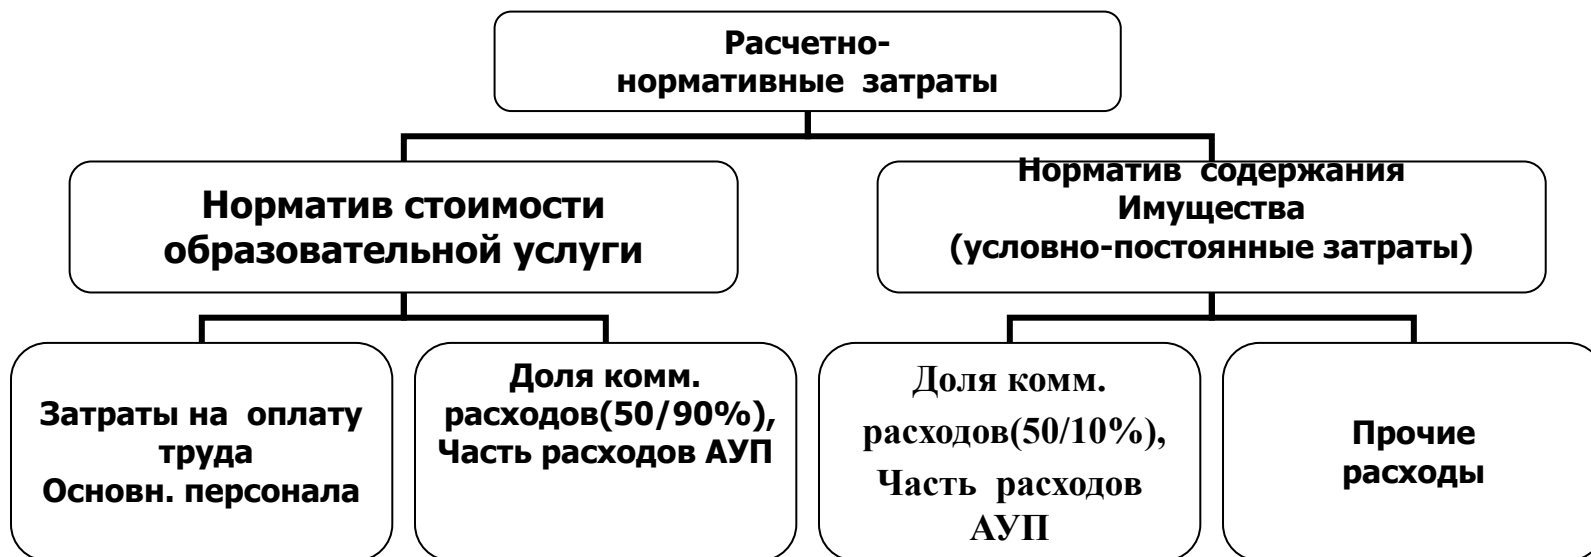 Расчетно-
нормативные затраты
Норматив стоимости
образовательной услуги
Норматив содержания
Имущества
(условно-постоянные затраты)
Затраты на оплату
труда
Основн. персонала
Доля комм.
расходов(50/90%),
Часть расходов АУП
Доля комм.
расходов(50/10%),
Часть расходов
АУП
Прочие
расходы